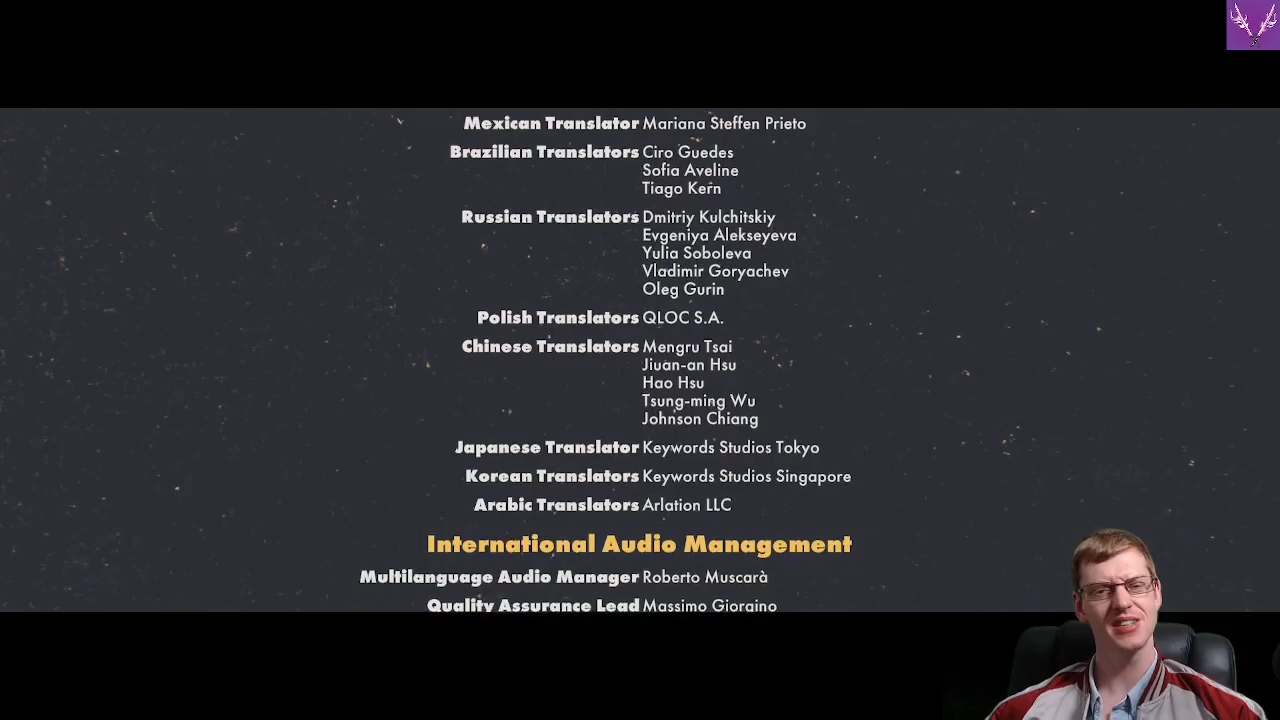 Mexican Translator Mariana Steffen Prieto
Brazilian Translators Ciro Guedes
Sofia Aveline
Tiago Kern
Russian Translators Dmitriy Kulchitskiy
Evgeniya Alekseyeva
Yulia Soboleva
Vladimir Goryachev
Oleg Gurin
Polish Translators QLOC S.A.
Chinese Translators Mengru Tsai
Jiuan-an Hsu
Hao Hsu
Tsung-ming Wu
Johnson Chiang
Japanese Translator Keywords Studios Tokyo
Korean Translators Keywords Studios Singapore
Arabic Translators Arlation LLC
International Audio Management
Multilanguage Audio Manager Roberto Muscarà
Quality Assurance Lead Massimo Giorgino